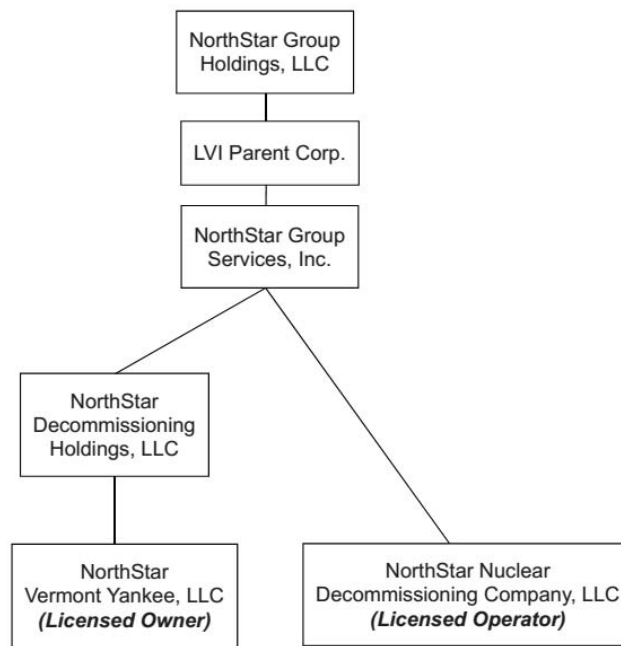 NorthStar Group
Holdings, LLC
LVI Parent Corp.
NorthStar Group
Services, Inc.
NorthStar
Decommissioning
Holdings, LLC
NorthStar
Vermont Yankee, LLC
(Licensed Owner)
NorthStar Nuclear
Decommissioning Company, LLC
(Licensed Operator)